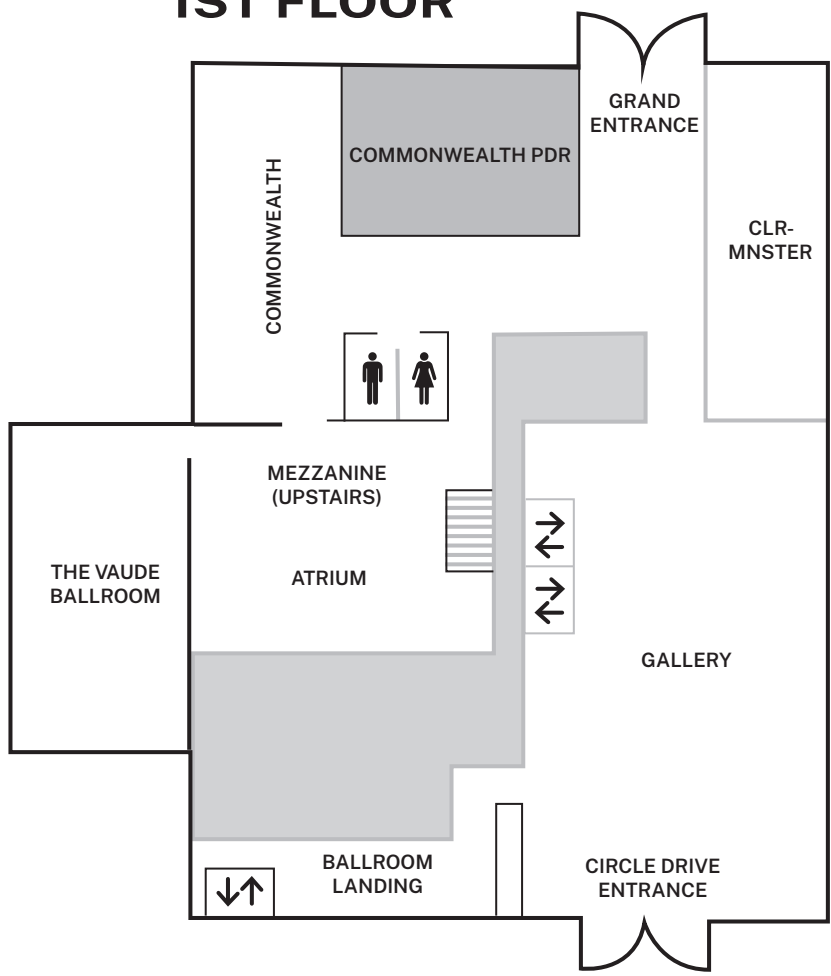 1ST FLOOR
GRAND
ENTRANCE
COMMONWEALTH PDR
COMMONWEALTH
CLR-
MNSTER
MEZZANINE
(UPSTAIRS)
ATRIUM
THE VAUDE
BALLROOM
GALLERY
BALLROOM
LANDING
CIRCLE DRIVE
ENTRANCE